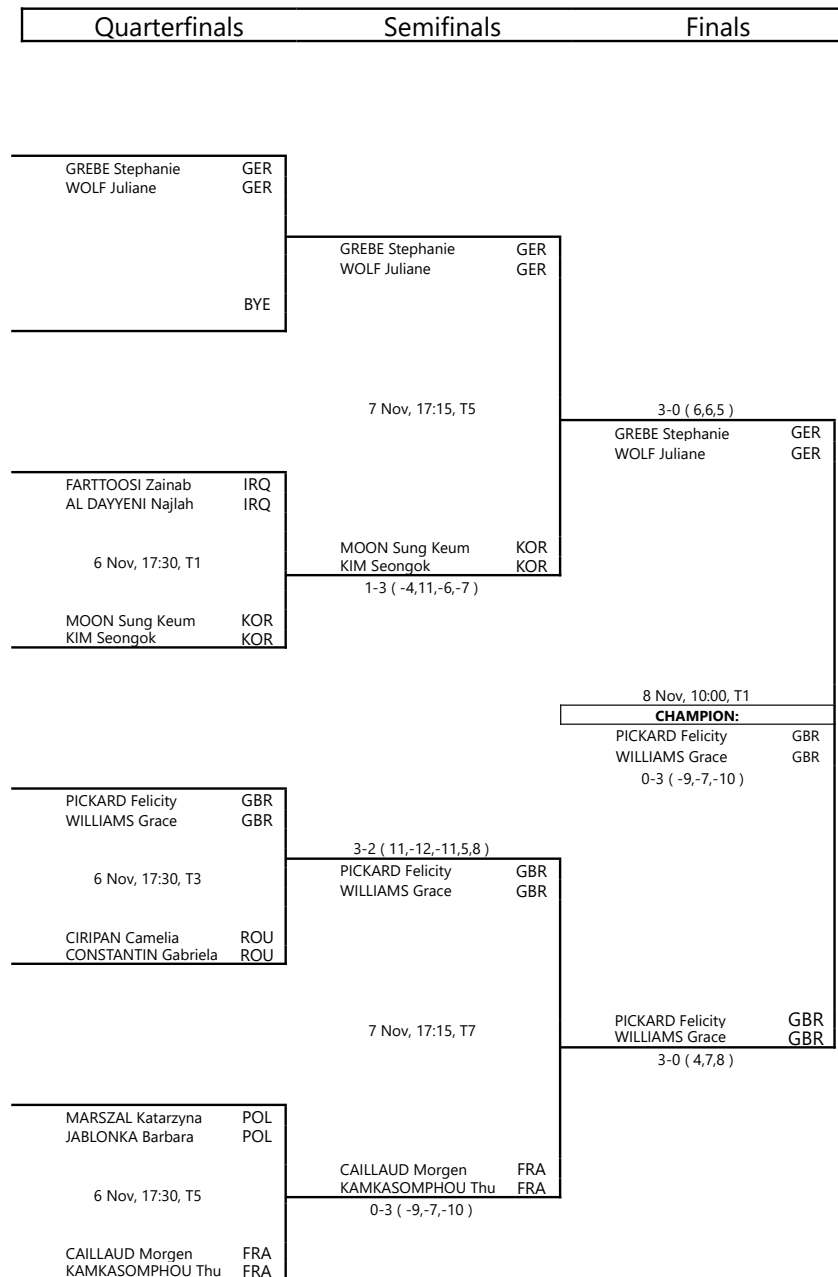 Quarterfinals Semifinals Finals
GREBE Stephanie GER
WOLF Juliane GER
GREBE Stephanie GER
WOLF Juliane GER
BYE
7 Nov, 17:15, T5
3-0 ( 6,6,5 )
GREBE Stephanie GER
WOLF Juliane GER
FARTTOOSI Zainab IRQ
AL DAYYENI Najlah IRQ
6 Nov, 17:30, T1
MOON Sung Keum KOR
KIM Seongok KOR
1-3 ( -4,11,-6,-7 )
MOON Sung Keum KOR
KIM Seongok KOR
8 Nov, 10:00, T1
CHAMPION:
PICKARD Felicity GBR
WILLIAMS Grace GBR
0-3 ( -9,-7,-10 )
PICKARD Felicity GBR
WILLIAMS Grace GBR
6 Nov, 17:30, T3
3-2 ( 11,-12,-11,5,8 )
PICKARD Felicity GBR
WILLIAMS Grace GBR
CIRIPAN Camelia ROU
CONSTANTIN Gabriela ROU
7 Nov, 17:15, T7
PICKARD Felicity GBR
WILLIAMS Grace GBR
3-0 ( 4,7,8 )
MARSZAL Katarzyna POL
JABLONKA Barbara POL
6 Nov, 17:30, T5
CAILLAUD Morgen FRA
KAMKASOMPHOU Thu FRA
0-3 ( -9,-7,-10 )
CAILLAUD Morgen FRA
KAMKASOMPHOU Thu FRA